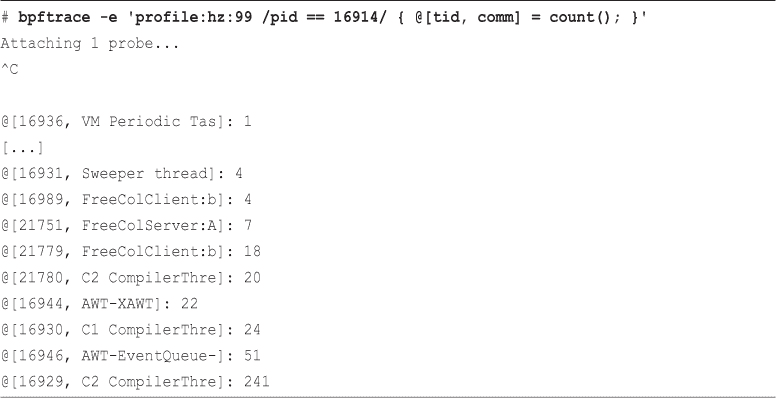 # bpftrace -e 'profile:hz:99 /pid == 16914/ { @[tid, comm] = count(); }'
Attaching 1 probe...
^C
@[16936, VM Periodic Tas]: 1
[...]
@[16931, Sweeper thread]: 4
@[16989, FreeColClient:b]: 4
@[21751, FreeColServer:A]: 7
@[21779, FreeColClient:b]: 18
@[21780, C2 CompilerThre]: 20
@[16944, AWT-XAWT]: 22
@[16930, C1 CompilerThre]: 24
@[16946, AWT-EventQueue-]: 51
@[16929, C2 CompilerThre]: 241